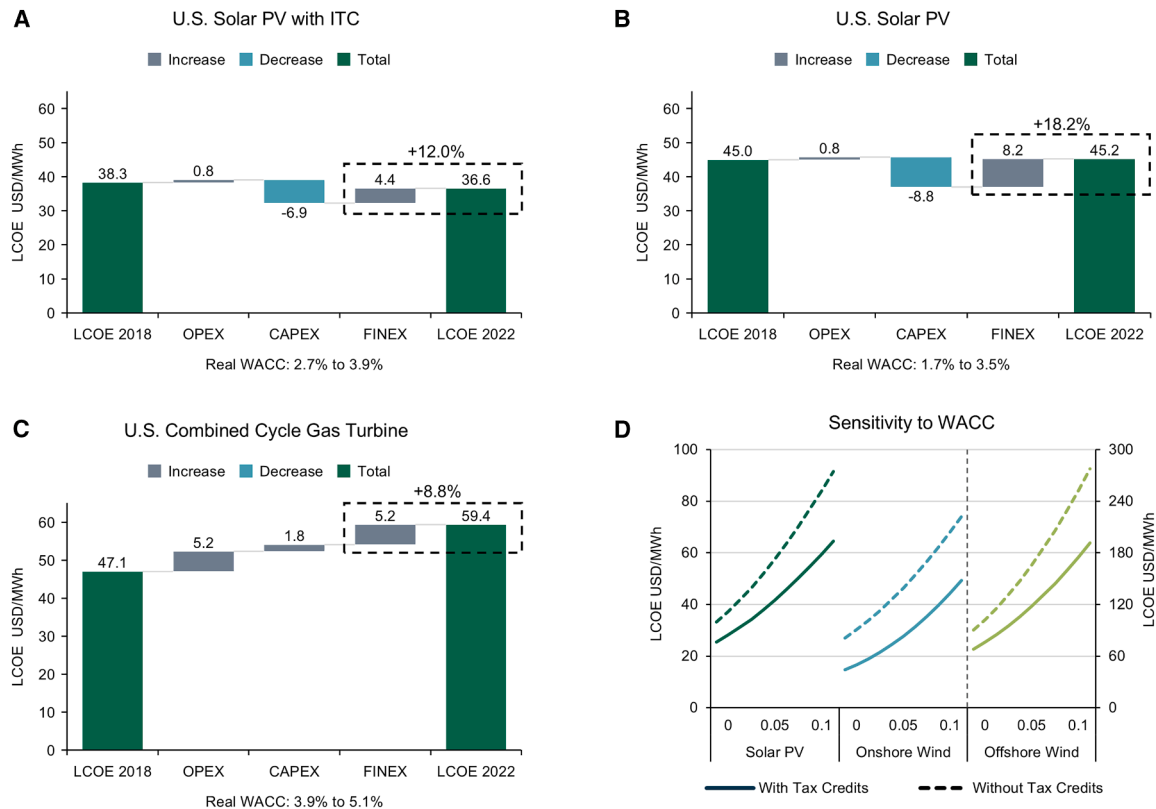 A
U.S. Solar PV with ITC
Increase Decrease Total
LCOE USD/MWh
60
50
40
30
20
10
0
38.3
0.8
-6.9
4.4
+12.0%
36.6
LCOE 2018 OPEX CAPEX FINEX LCOE 2022
Real WACC: 2.7% to 3.9%
B
U.S. Solar PV
Increase Decrease Total
LCOE USD/MWh
60
50
40
30
20
10
0
45.0
0.8
-8.8
8.2
+18.2%
45.2
LCOE 2018 OPEX CAPEX FINEX LCOE 2022
Real WACC: 1.7% to 3.5%
C
U.S. Combined Cycle Gas Turbine
Increase Decrease Total
LCOE USD/MWh
60
50
40
30
20
10
0
47.1
5.2
1.8
5.2
+8.8%
59.4
LCOE 2018 OPEX CAPEX FINEX LCOE 2022
Real WACC: 3.9% to 5.1%
D
Sensitivity to WACC
LCOE USD/MWh
100
80
60
40
20
0
300
240
180
120
60
0
LCOE USD/MWh
0 0.05 0.1 0 0.05 0.1 0 0.05 0.1
Solar PV Onshore Wind Offshore Wind
With Tax Credits Without Tax Credits